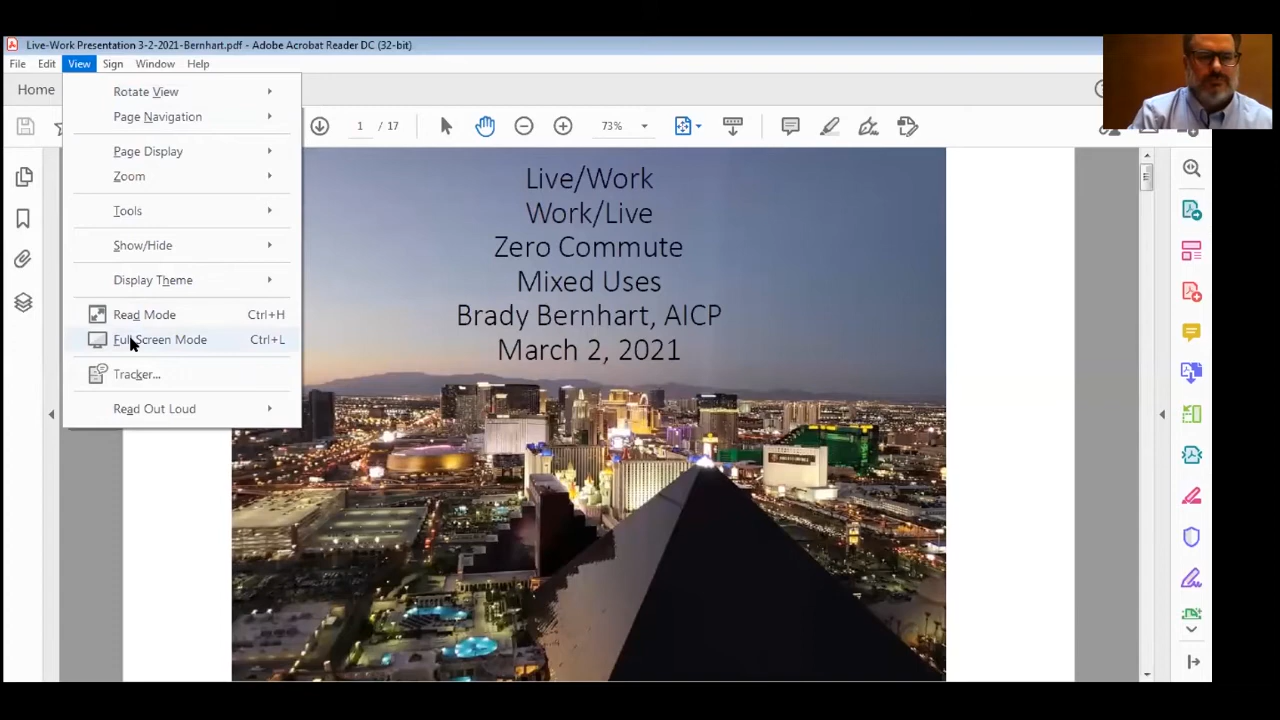 Live-Work Presentation 3-2-2021-Bernhart.pdf - Adobe Acrobat Reader DC (32-bit)
File Edit View Sign Window Help
Home
Rotate View
Page Navigation
Page Display
Zoom
Tools
Show/Hide
Display Theme
Read Mode Ctrl+H
Full Screen Mode Ctrl+L
Tracker...
Read Out Loud
1 / 17 73%
Live/Work
Work/Live
Zero Commute
Mixed Uses
Brady Bernhart, AICP
March 2, 2021